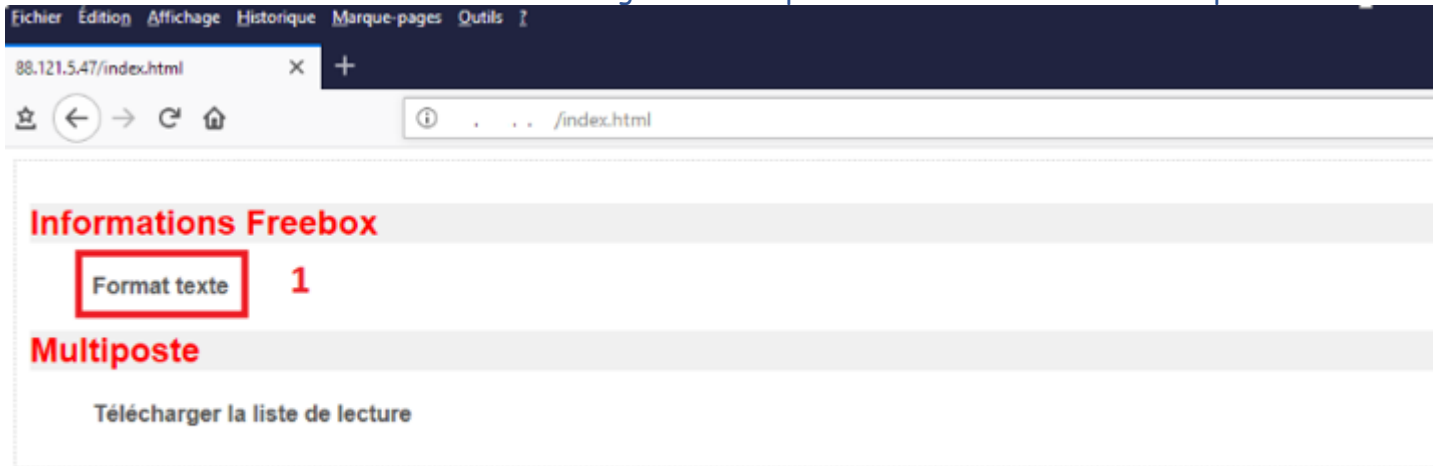 Fichier Édition Affichage Historique Marque-pages Outils ?
88.121.5.47/index.html
. . . /index.html
Informations Freebox
Format texte 1
Multiposte
Télécharger la liste de lecture